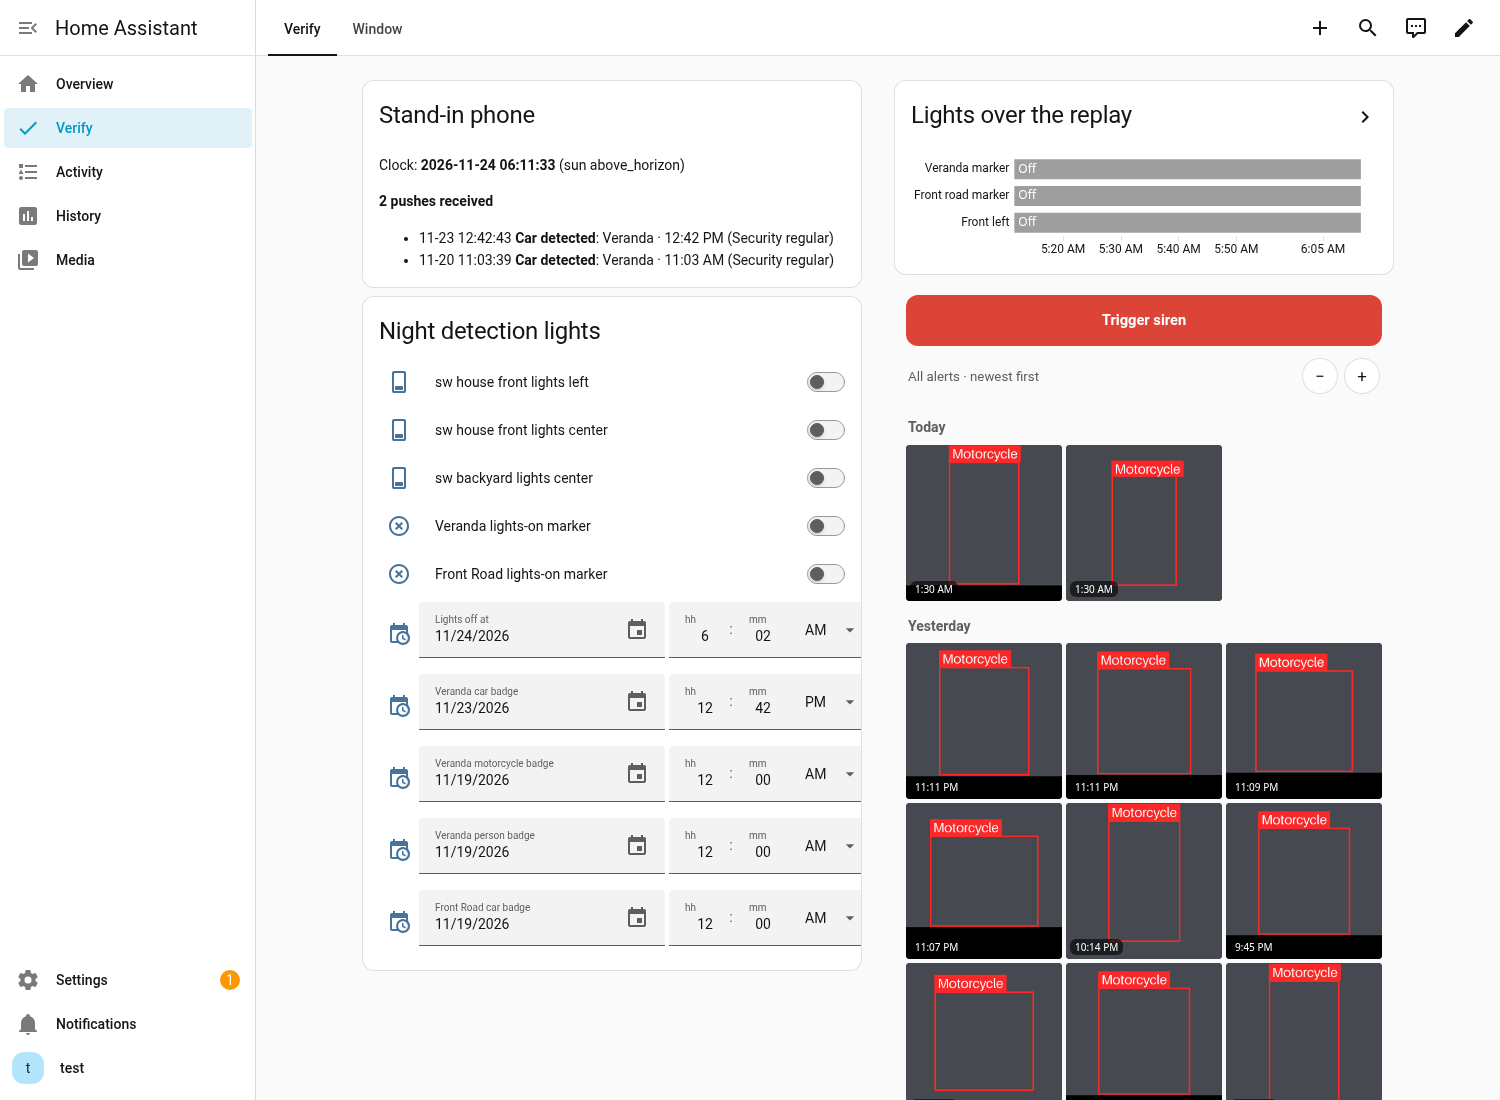 Home Assistant
Overview
Verify
Activity
History
Media
Settings
1
Notifications
t
test
Verify
Window
Stand-in phone
Clock: 2026-11-24 06:11:33 (sun above_horizon)
2 pushes received
• 11-23 12:42:43 Car detected: Veranda · 12:42 PM (Security regular)
• 11-20 11:03:39 Car detected: Veranda · 11:03 AM (Security regular)
Night detection lights
sw house front lights left
sw house front lights center
sw backyard lights center
Veranda lights-on marker
Front Road lights-on marker
Lights off at
11/24/2026
hh
6
:
mm
02
AM
Veranda car badge
11/23/2026
hh
12
:
mm
42
PM
Veranda motorcycle badge
11/19/2026
hh
12
:
mm
00
AM
Veranda person badge
11/19/2026
hh
12
:
mm
00
AM
Front Road car badge
11/19/2026
hh
12
:
mm
00
AM
Lights over the replay
Veranda marker
Off
Front road marker
Off
Front left
Off
5:20 AM 5:30 AM 5:40 AM 5:50 AM 6:05 AM
Trigger siren
All alerts · newest first
−
+
Today
Motorcycle
1:30 AM
Motorcycle
1:30 AM
Yesterday
Motorcycle
11:11 PM
Motorcycle
11:11 PM
Motorcycle
11:09 PM
Motorcycle
11:07 PM
Motorcycle
10:14 PM
Motorcycle
9:45 PM
Motorcycle
Motorcycle
Motorcycle